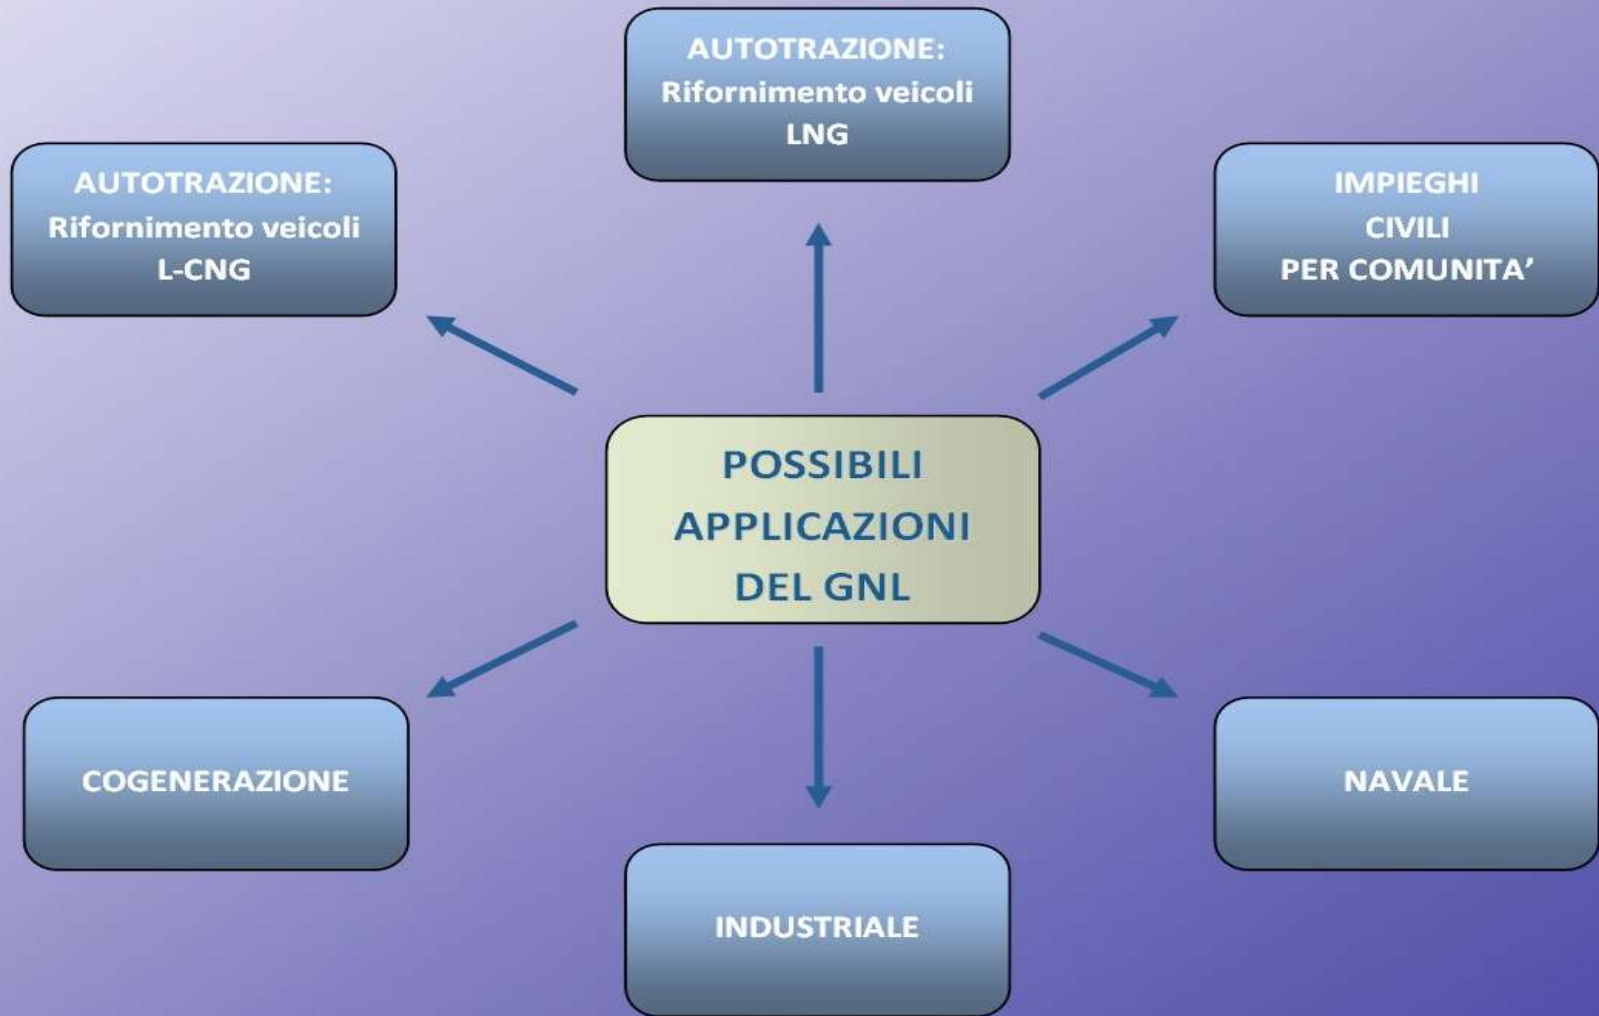 AUTOTRAZIONE:
Rifornimento veicoli
LNG
AUTOTRAZIONE:
Rifornimento veicoli
L-CNG
IMPIEGHI
CIVILI
PER COMUNITA’
POSSIBILI
APPLICAZIONI
DEL GNL
COGENERAZIONE
NAVALE
INDUSTRIALE